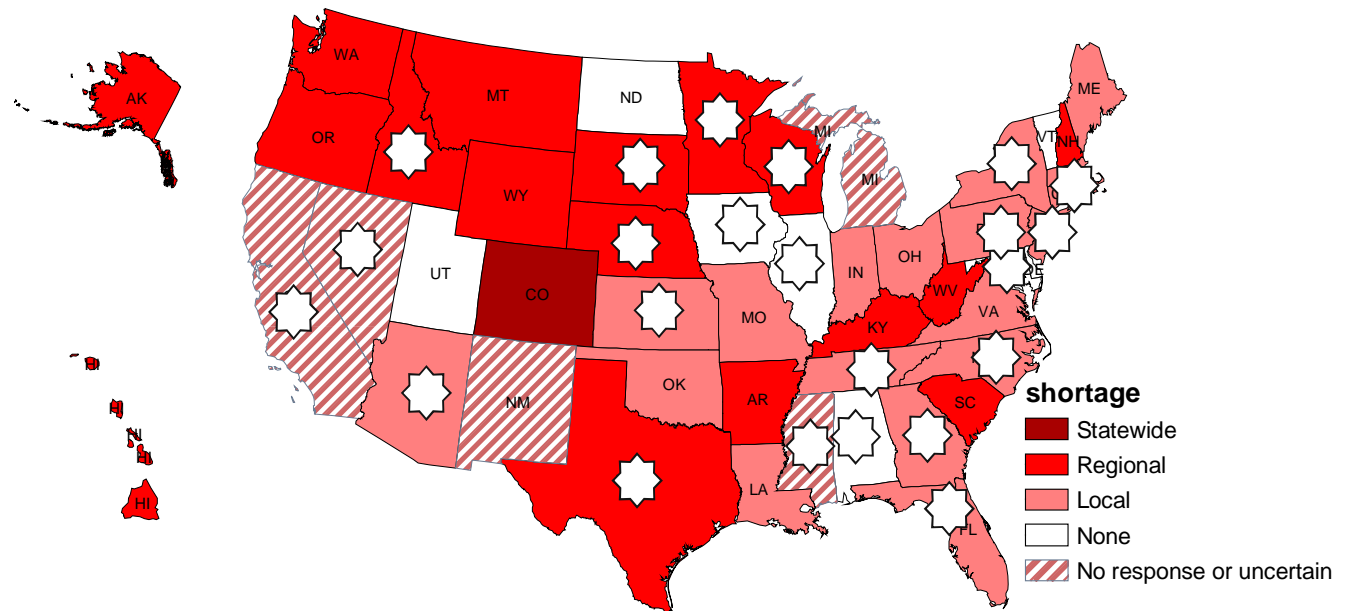 WA
AK
MT
ND
ME
OR
MI
VT
NH
MI
WY
UT
CO
IN
OH
WV
VA
MO
KY
NM
OK
AR
SC
LA
FL
HI
shortage
Statewide
Regional
Local
None
No response or uncertain